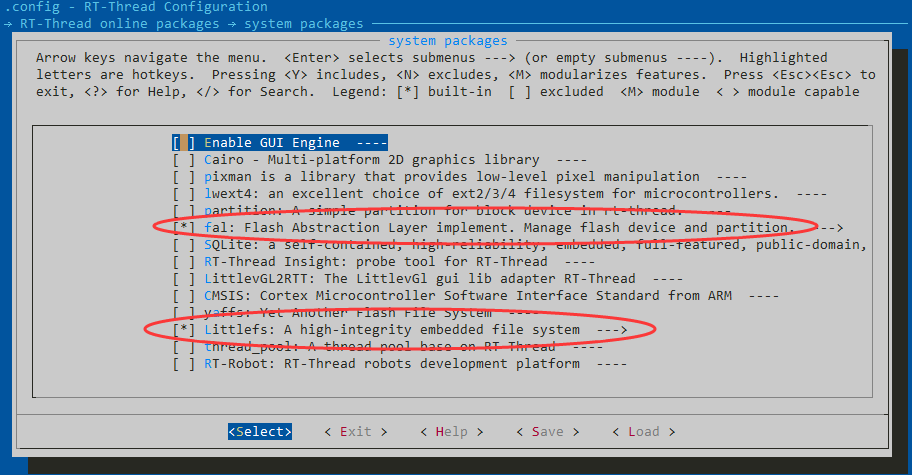 .config - RT-Thread Configuration
→ RT-Thread online packages → system packages
system packages
Arrow keys navigate the menu.  <Enter> selects submenus ---> (or empty submenus ----).  Highlighted
letters are hotkeys.  Pressing <Y> includes, <N> excludes, <M> modularizes features.  Press <Esc><Esc> to
exit, <?> for Help, </> for Search.  Legend: [*] built-in  [ ] excluded  <M> module  < > module capable
[ ] Enable GUI Engine  ----
[ ] Cairo - Multi-platform 2D graphics library  ----
[ ] pixman is a library that provides low-level pixel manipulation  ----
[ ] lwext4: an excellent choice of ext2/3/4 filesystem for microcontrollers.  ----
[ ] partition: A simple partition for block device in rt-thread.  ----
[*] fal: Flash Abstraction Layer implement. Manage flash device and partition.  --->
[ ] SQLite: a self-contained, high-reliability, embedded, full-featured, public-domain,
[ ] RT-Thread Insight: probe tool for RT-Thread  ----
[ ] LittlevGL2RTT: The LittlevGl gui lib adapter RT-Thread  ----
[ ] CMSIS: Cortex Microcontroller Software Interface Standard from ARM  ----
[ ] yaffs: Yet Another Flash File System  ----
[*] Littlefs: A high-integrity embedded file system  --->
[ ] thread_pool: A thread pool base on RT-Thread  ----
[ ] RT-Robot: RT-Thread robots development platform  ----
<Select>    < Exit >    < Help >    < Save >    < Load >